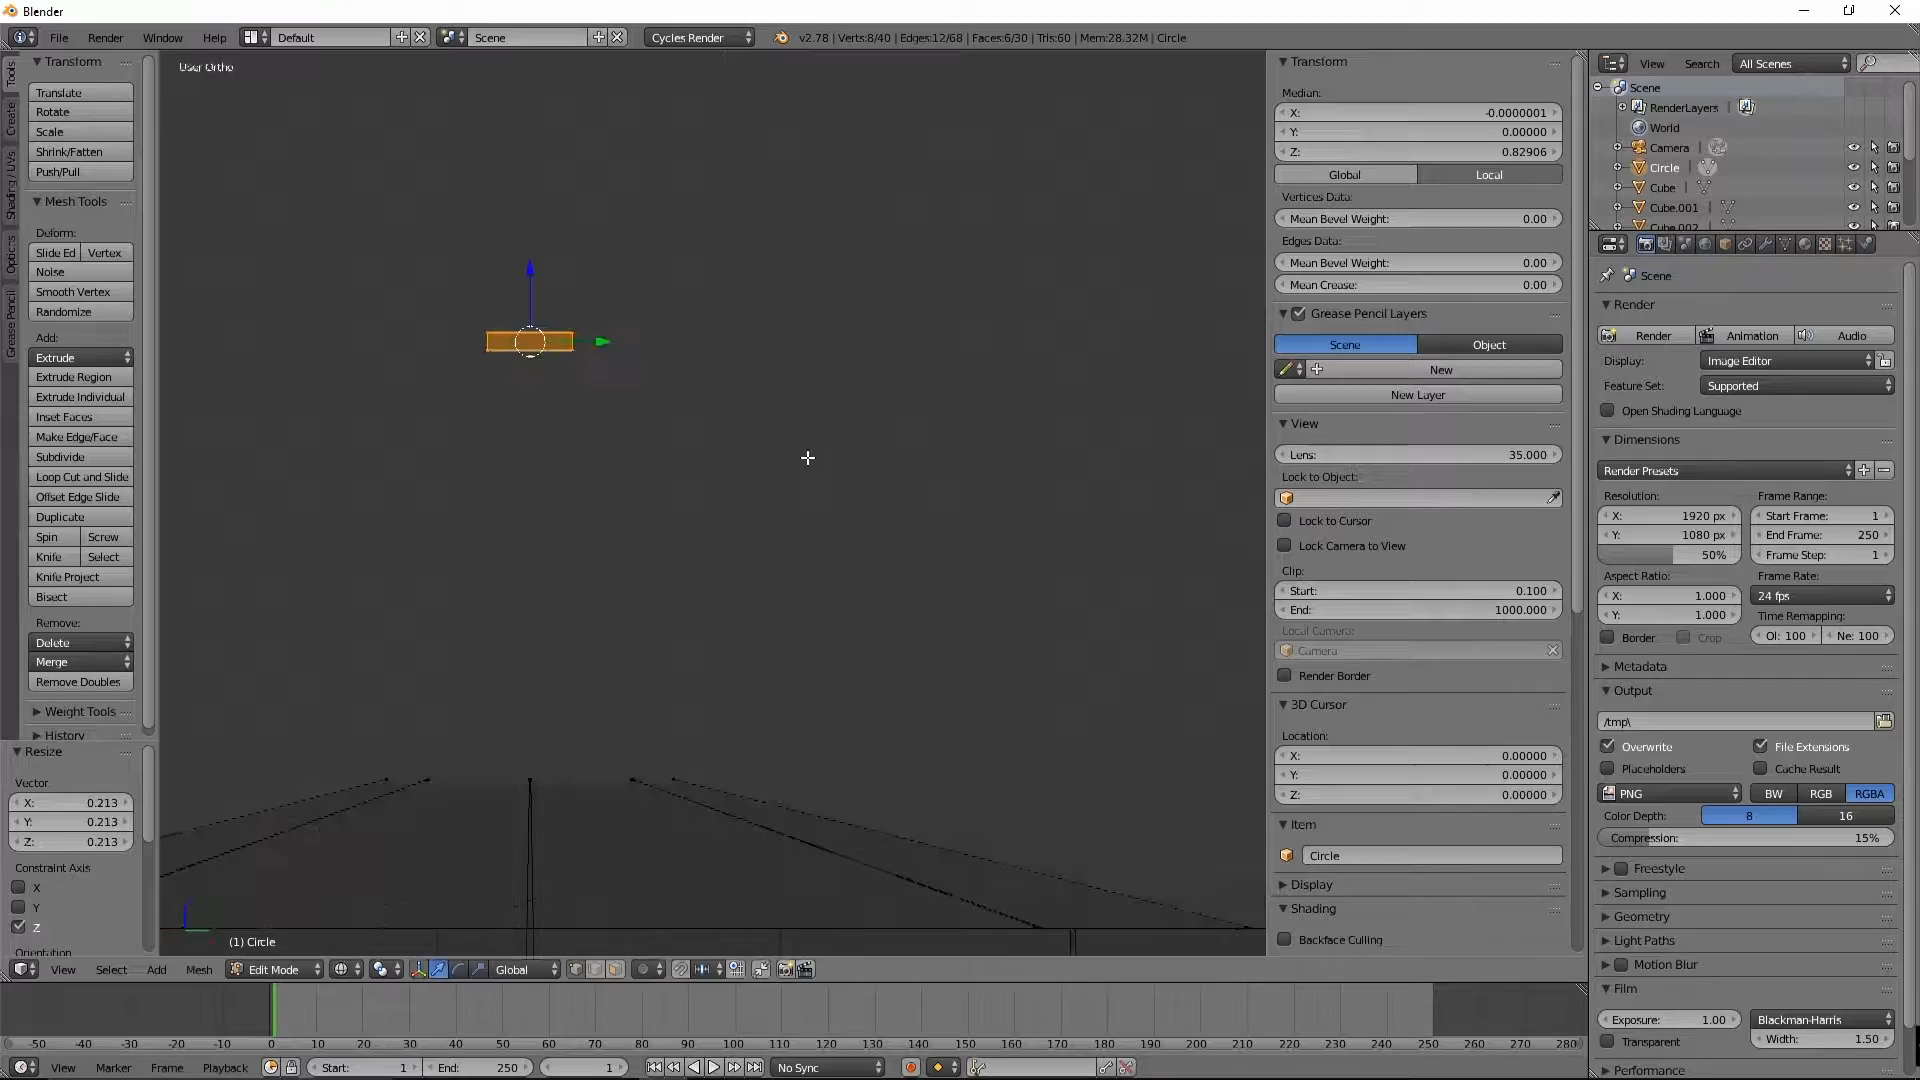 Blender
File Render Window Help Default Scene Cycles Render v2.78 | Verts:8/40 | Edges:12/68 | Faces:6/30 | Tris:60 | Mem:28.32M | Circle
Tools
Create
Shading / UVs
Options
Grease Pencil
Transform
Translate
Rotate
Scale
Shrink/Fatten
Push/Pull
Mesh Tools
Deform:
Slide Ed Vertex
Noise
Smooth Vertex
Randomize
Add:
Extrude
Extrude Region
Extrude Individual
Inset Faces
Make Edge/Face
Subdivide
Loop Cut and Slide
Offset Edge Slide
Duplicate
Spin Screw
Knife Select
Knife Project
Bisect
Remove:
Delete
Merge
Remove Doubles
Weight Tools
History
Resize
Vector
X: 0.213
Y: 0.213
Z: 0.213
Constraint Axis
X
Y
Z
Orientation
User Ortho
(1) Circle
View Select Add Mesh Edit Mode Global
Transform
Median:
X: -0.0000001
Y: 0.00000
Z: 0.82906
Global Local
Vertices Data:
Mean Bevel Weight: 0.00
Edges Data:
Mean Bevel Weight: 0.00
Mean Crease: 0.00
Grease Pencil Layers
Scene Object
New
New Layer
View
Lens: 35.000
Lock to Object:
Lock to Cursor
Lock Camera to View
Clip:
Start: 0.100
End: 1000.000
Local Camera:
Camera
Render Border
3D Cursor
Location:
X: 0.00000
Y: 0.00000
Z: 0.00000
Item
Circle
Display
Shading
Backface Culling
View Search All Scenes
Scene
RenderLayers
World
Camera
Circle
Cube
Cube.001
Cube.002
Scene
Render
Render Animation Audio
Display: Image Editor
Feature Set: Supported
Open Shading Language
Dimensions
Render Presets
Resolution: Frame Range:
X: 1920 px Start Frame: 1
Y: 1080 px End Frame: 250
50% Frame Step: 1
Aspect Ratio: Frame Rate:
X: 1.000 24 fps
Y: 1.000 Time Remapping:
Border Crop Ol: 100 Ne: 100
Metadata
Output
/tmp\
Overwrite File Extensions
Placeholders Cache Result
PNG BW RGB RGBA
Color Depth: 8 16
Compression: 15%
Freestyle
Sampling
Geometry
Light Paths
Motion Blur
Film
Exposure: 1.00 Blackman-Harris
Transparent Width: 1.50
Performance
-50 -40 -30 -20 -10 0 10 20 30 40 50 60 70 80 90 100 110 120 130 140 150 160 170 180 190 200 210 220 230 240 250 260 270 280
View Marker Frame Playback Start: 1 End: 250 1 No Sync